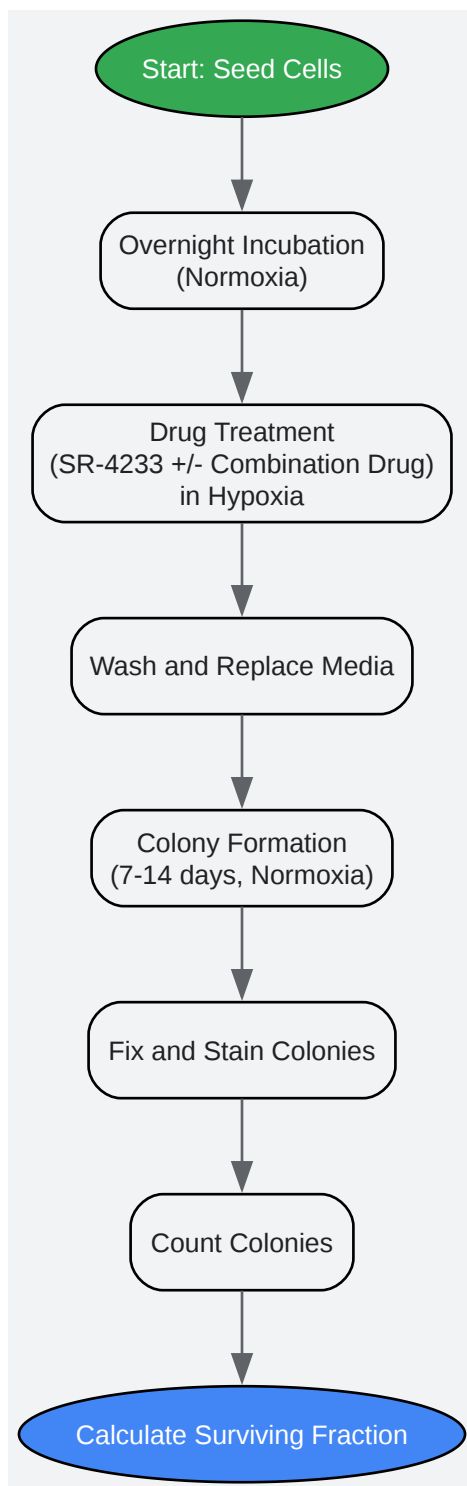 Start: Seed Cells
Overnight Incubation
(Normoxia)
Drug Treatment
(SR-4233 +/- Combination Drug)
in Hypoxia
Wash and Replace Media
Colony Formation
(7-14 days, Normoxia)
Fix and Stain Colonies
Count Colonies
Calculate Surviving Fraction